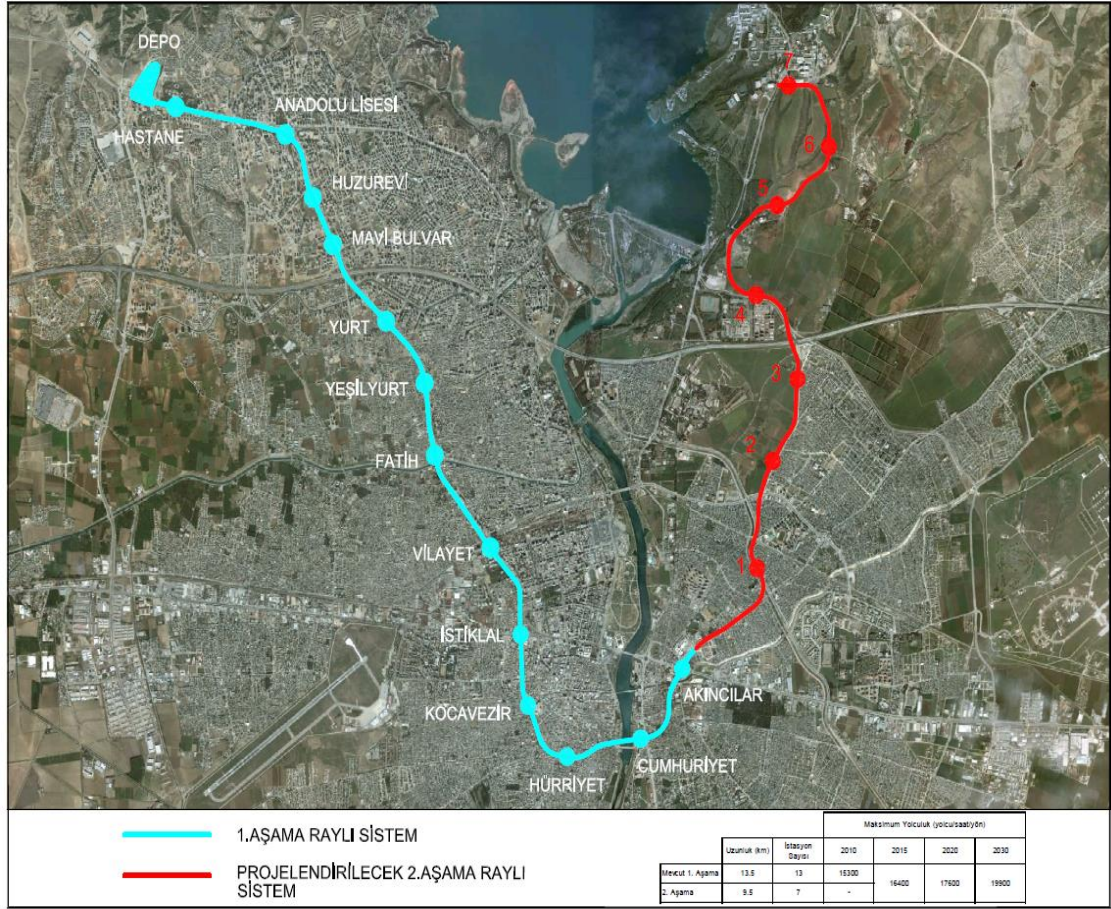 DEPO
HASTANE
ANADOLU LİSESİ
HUZUREVİ
MAVİ BULVAR
YURT
YEŞİLYURT
FATİH
VİLAYET
İSTİKLAL
KOCAVEZİR
HÜRRİYET
CUMHURİYET
AKINCILAR
1
2
3
4
5
6
7
1.AŞAMA RAYLI SİSTEM
PROJELENDİRİLECEK 2.AŞAMA RAYLI
SİSTEM
Maksimum Yolculuk (yolcu/saat/yön)
Uzunluk (km) İstasyon Sayısı 2010 2015 2020 2030
Mevcut 1. Aşama 13.5 13 15300 16400 17600 19900
2. Aşama 9.5 7 -